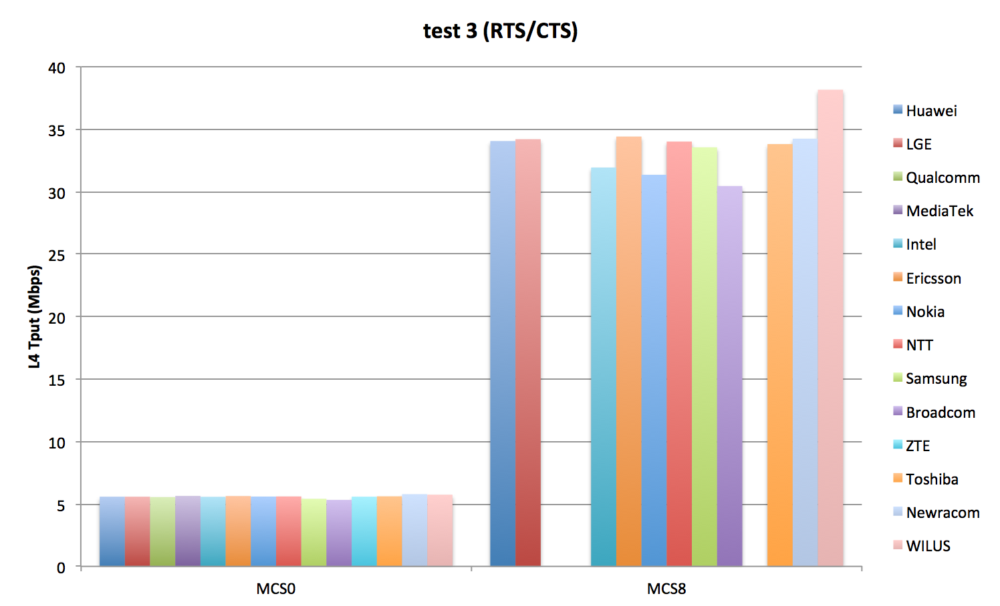 test 3 (RTS/CTS)
40
35
30
25
20
15
10
5
0
L4 Tput (Mbps)
MCS0
MCS8
Huawei
LGE
Qualcomm
MediaTek
Intel
Ericsson
Nokia
NTT
Samsung
Broadcom
ZTE
Toshiba
Newracom
WILUS